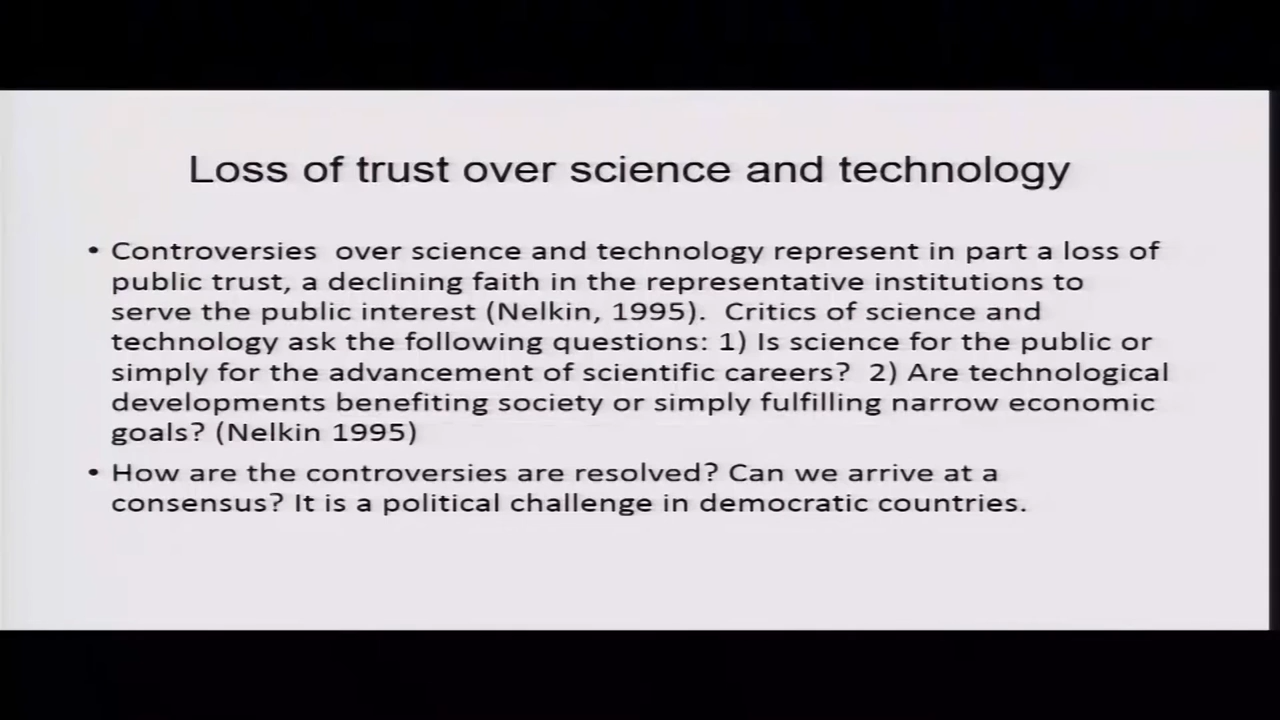 Loss of trust over science and technology
• Controversies  over science and technology represent in part a loss of
public trust, a declining faith in the representative institutions to
serve the public interest (Nelkin, 1995).  Critics of science and
technology ask the following questions: 1) Is science for the public or
simply for the advancement of scientific careers?  2) Are technological
developments benefiting society or simply fulfilling narrow economic
goals? (Nelkin 1995)
• How are the controversies are resolved? Can we arrive at a
consensus? It is a political challenge in democratic countries.